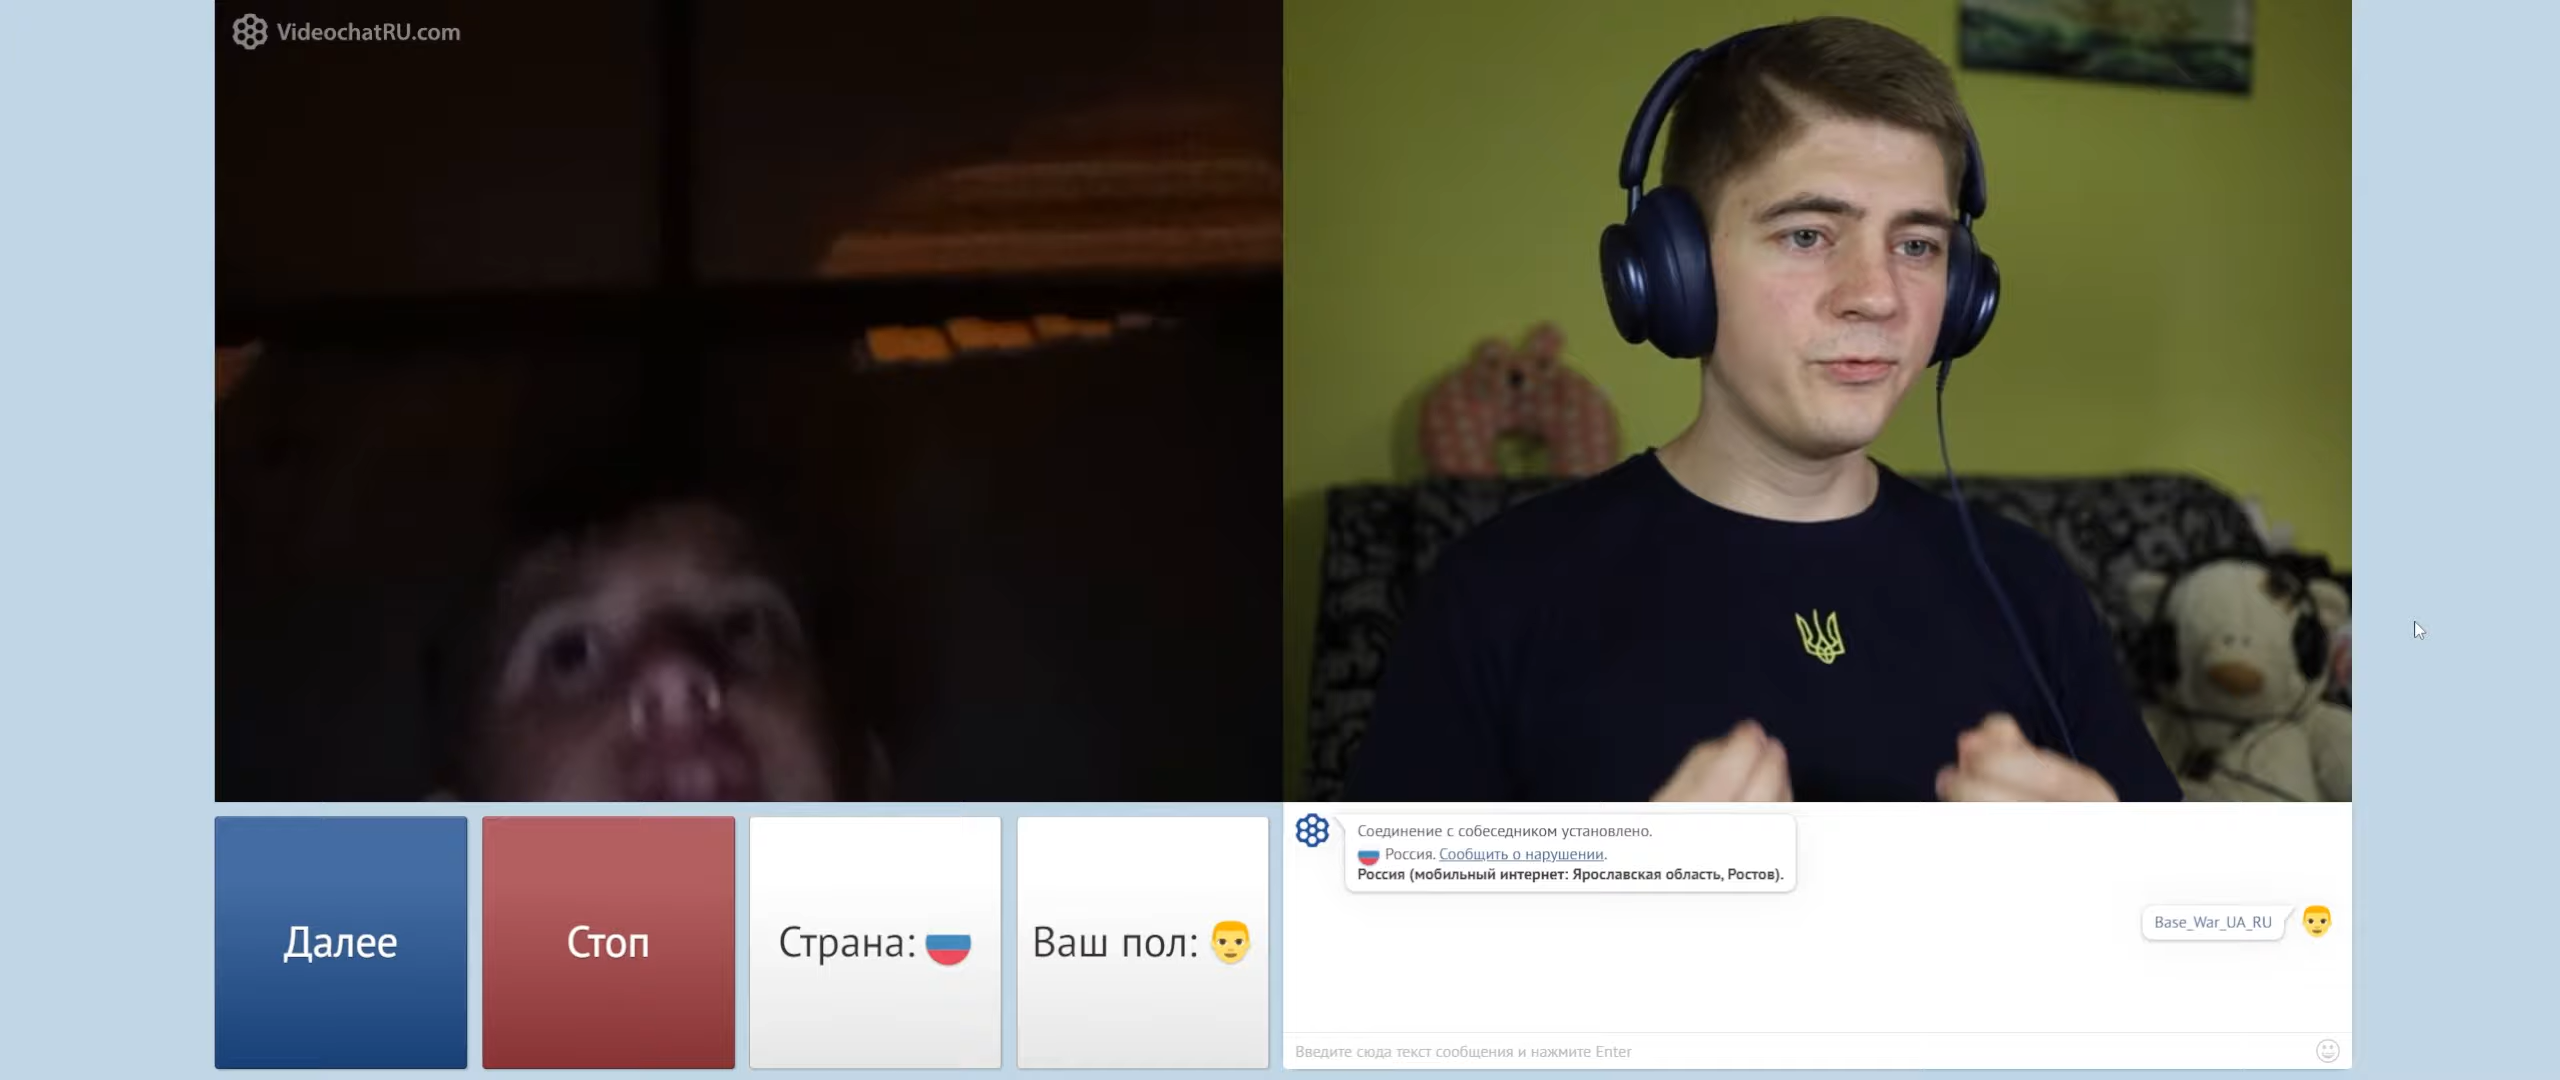 VideochatRU.com
Далее
Стоп
Страна:
Ваш пол:
Соединение с собеседником установлено.
Россия. Сообщить о нарушении.
Россия (мобильный интернет: Ярославская область, Ростов).
Base_War_UA_RU
Введите сюда текст сообщения и нажмите Enter